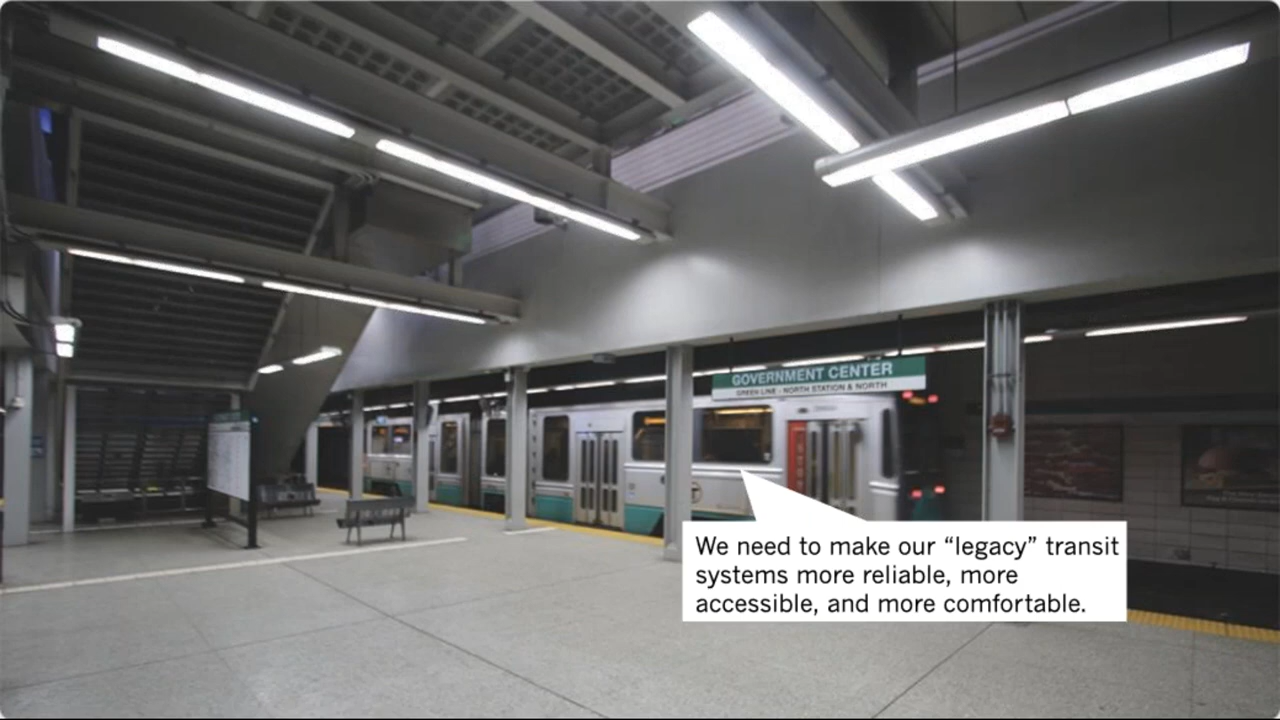 GOVERNMENT CENTER
GREEN LINE - NORTH STATION & NORTH
STOP
T
We need to make our “legacy” transit
systems more reliable, more
accessible, and more comfortable.